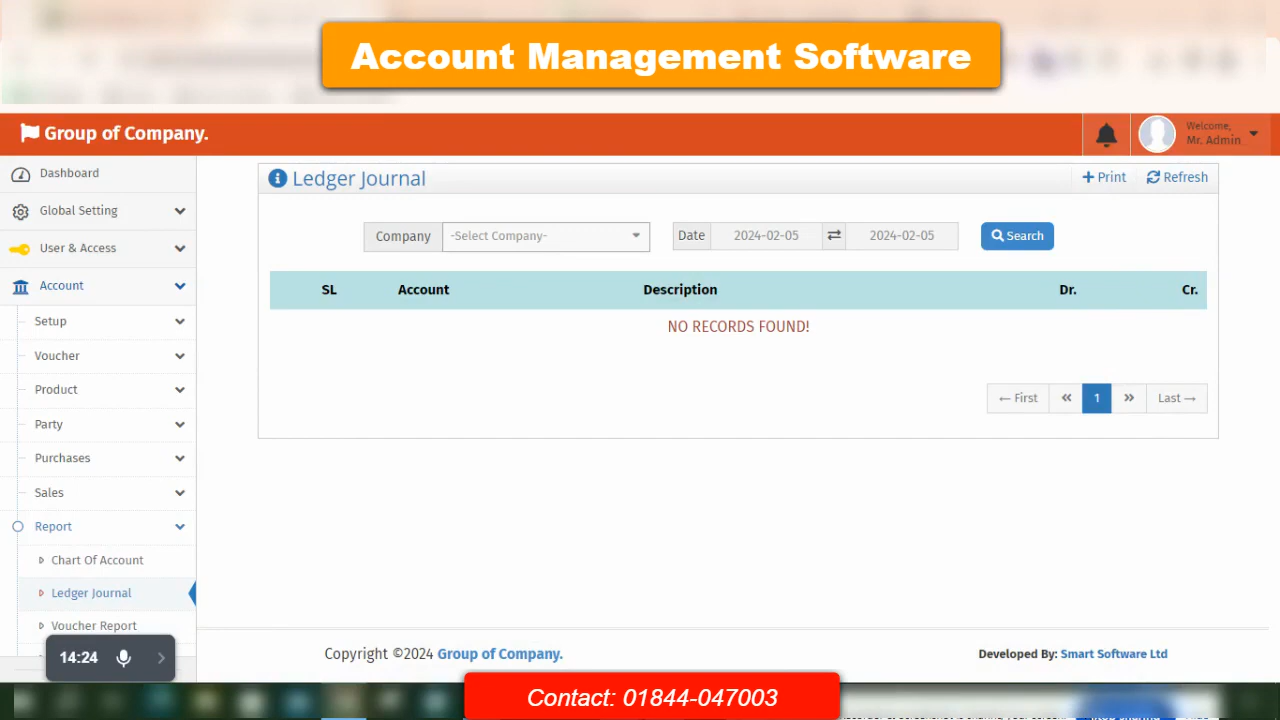 Account Management Software
Group of Company.
Welcome,
Mr. Admin
Dashboard
Global Setting
User & Access
Account
Setup
Voucher
Product
Party
Purchases
Sales
Report
Chart Of Account
Ledger Journal
Voucher Report
14:24
Ledger Journal
Print
Refresh
Company
-Select Company-
Date
2024-02-05
2024-02-05
Search
SL Account Description Dr. Cr.
NO RECORDS FOUND!
← First « 1 » Last →
Copyright ©2024 Group of Company.
Developed By: Smart Software Ltd
Contact: 01844-047003